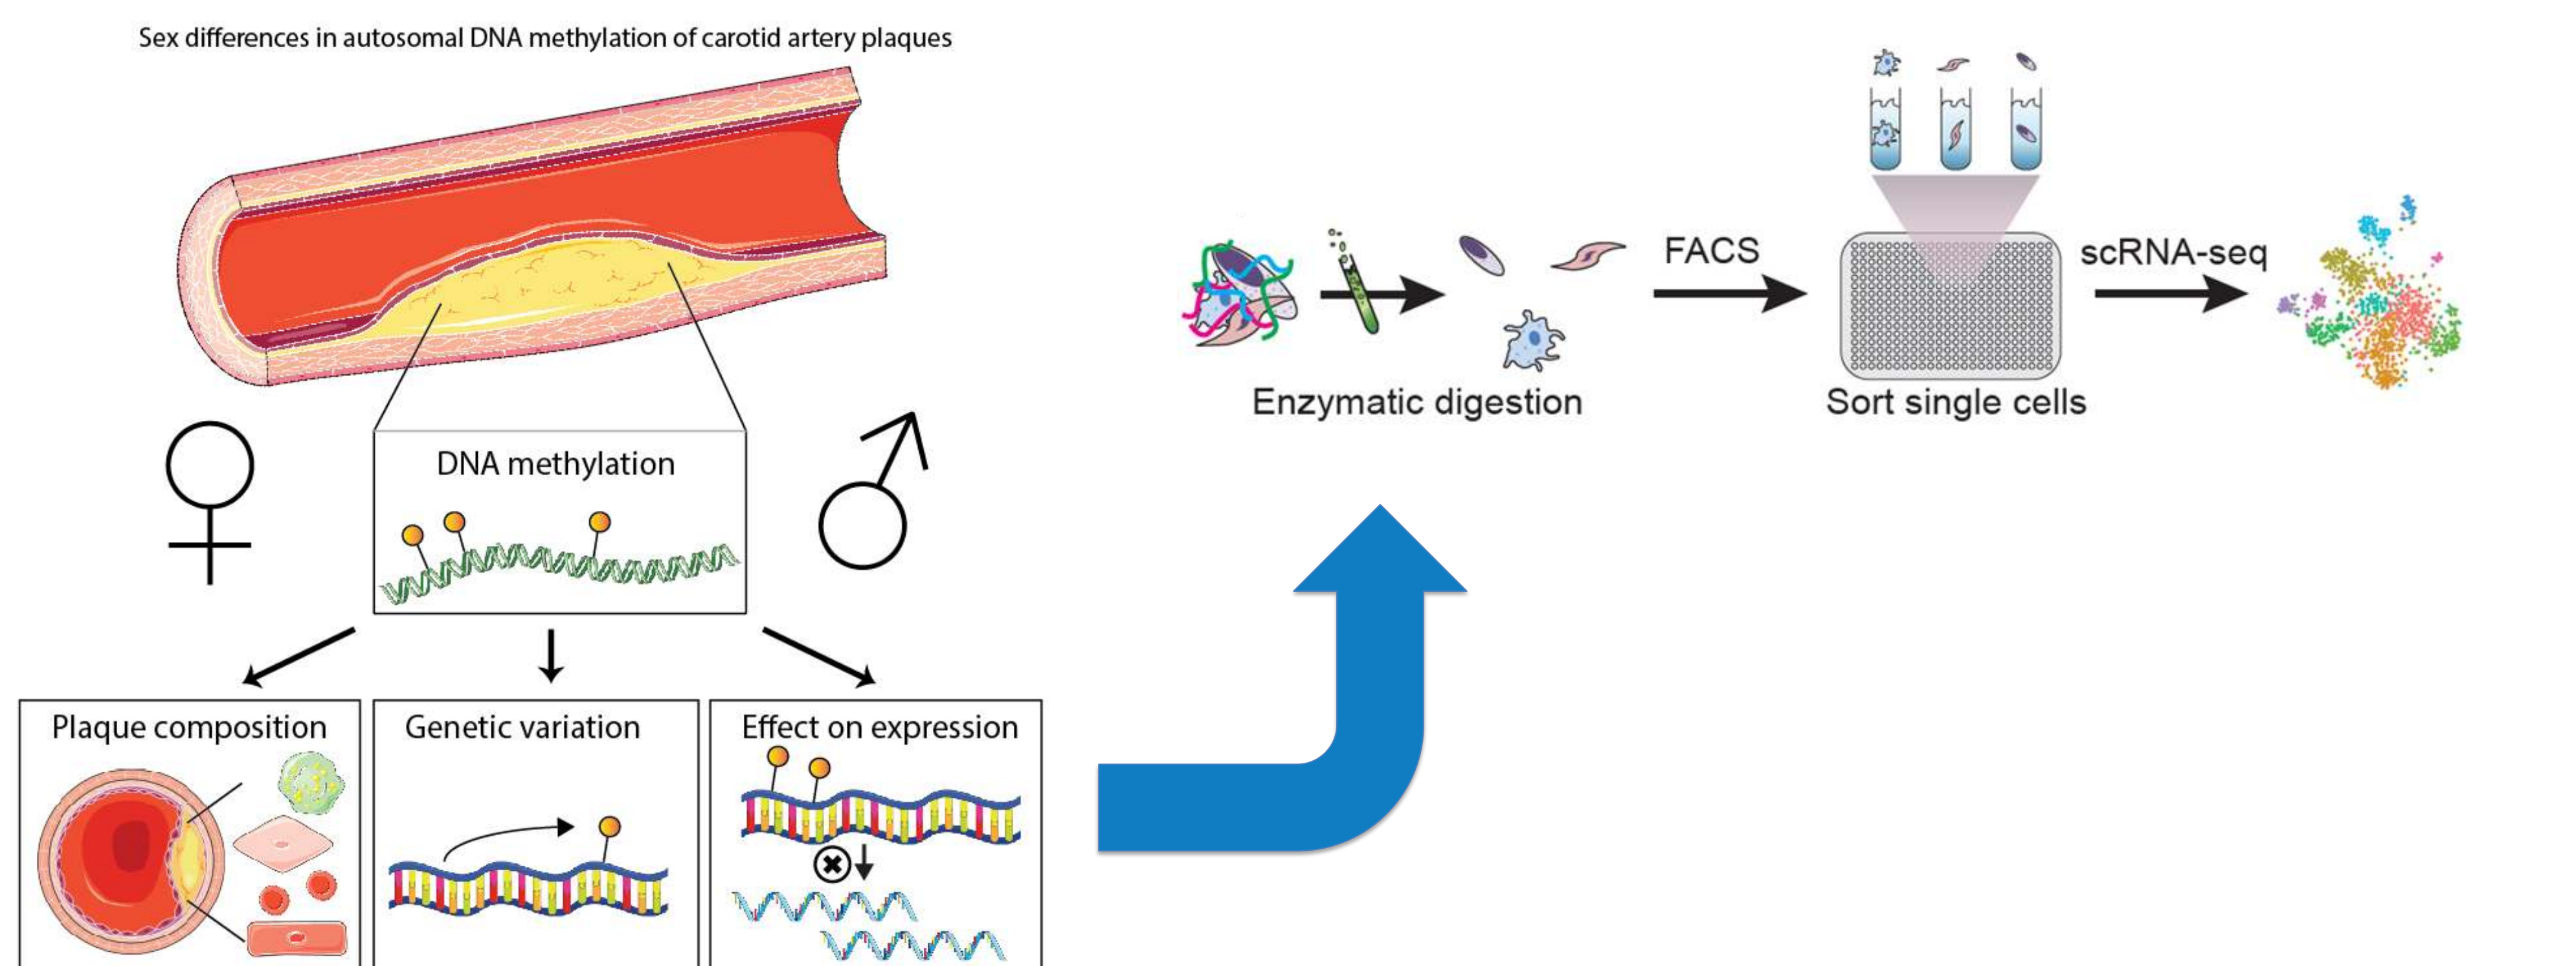 Sex differences in autosomal DNA methylation of carotid artery plaques
DNA methylation
Plaque composition
Genetic variation
Effect on expression
Enzymatic digestion
FACS
Sort single cells
scRNA-seq